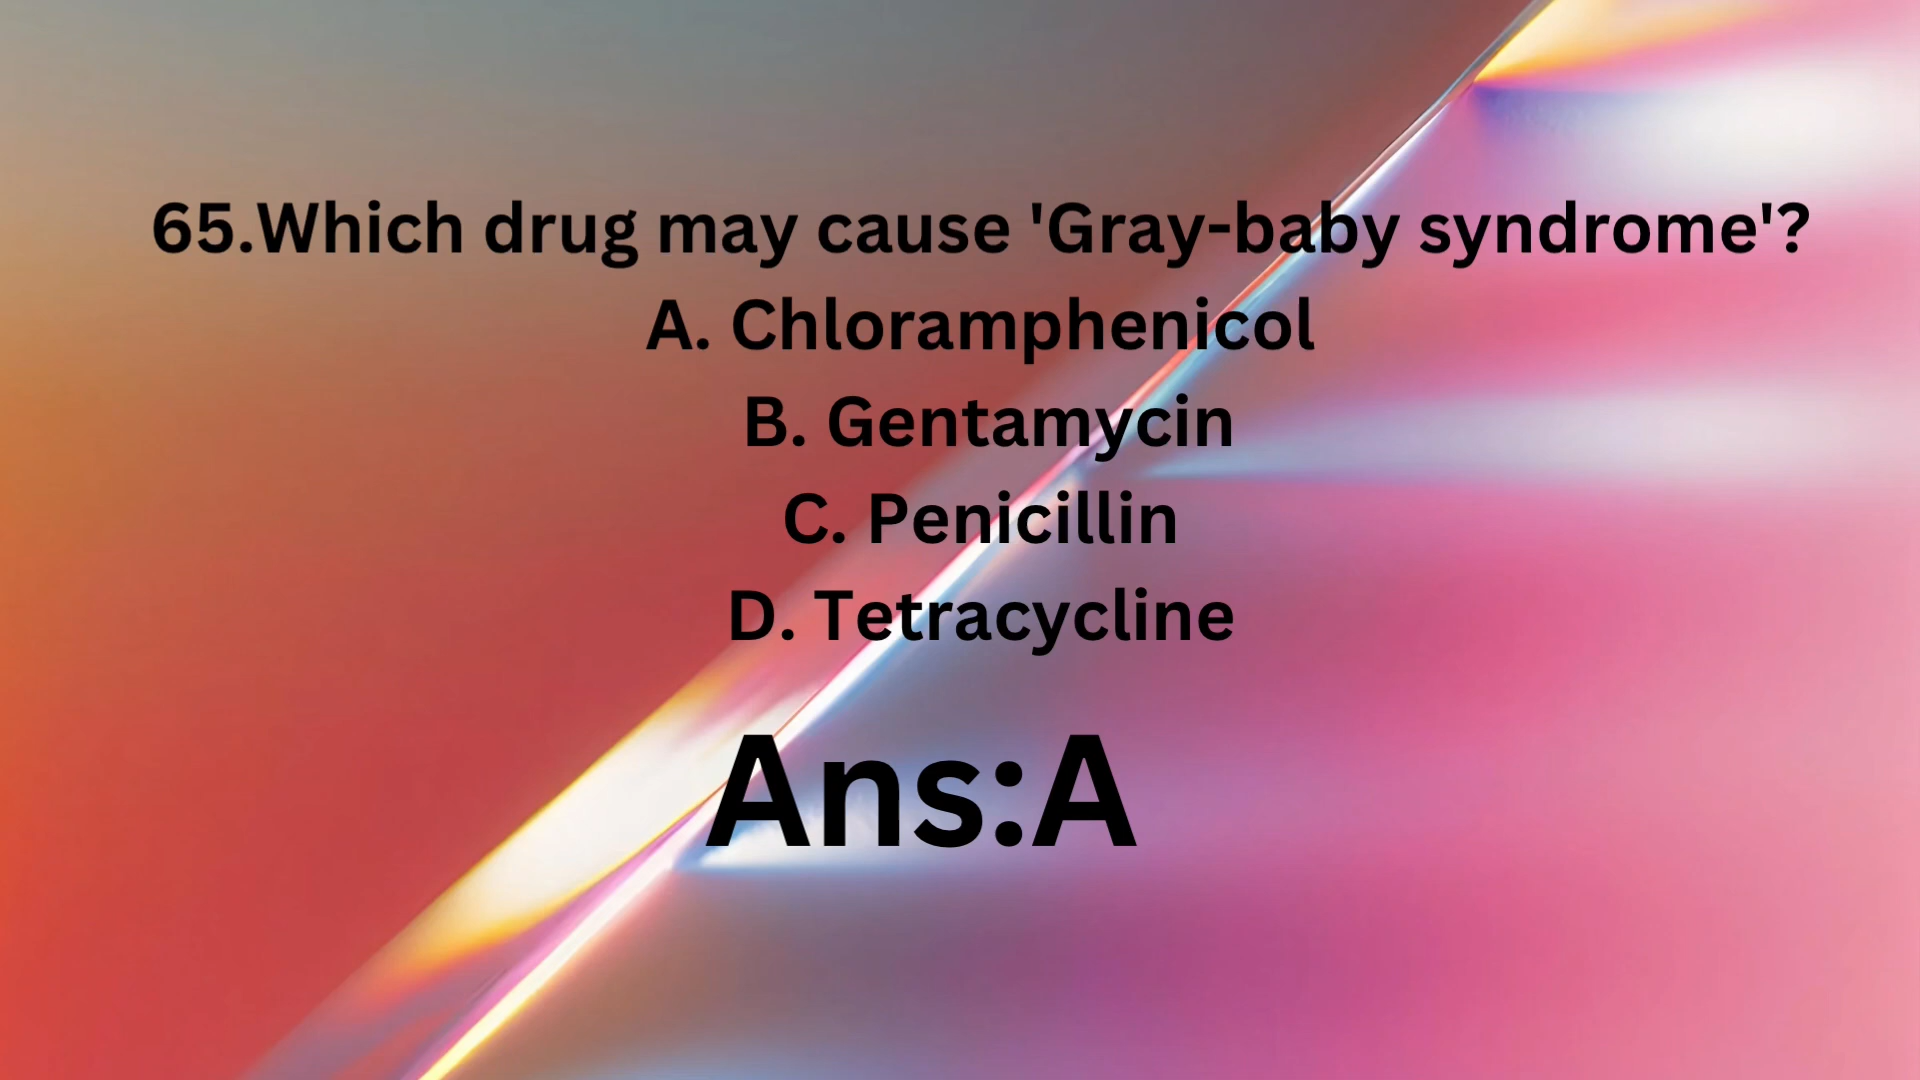 65.Which drug may cause 'Gray-baby syndrome'?
A. Chloramphenicol
B. Gentamycin
C. Penicillin
D. Tetracycline
Ans:A